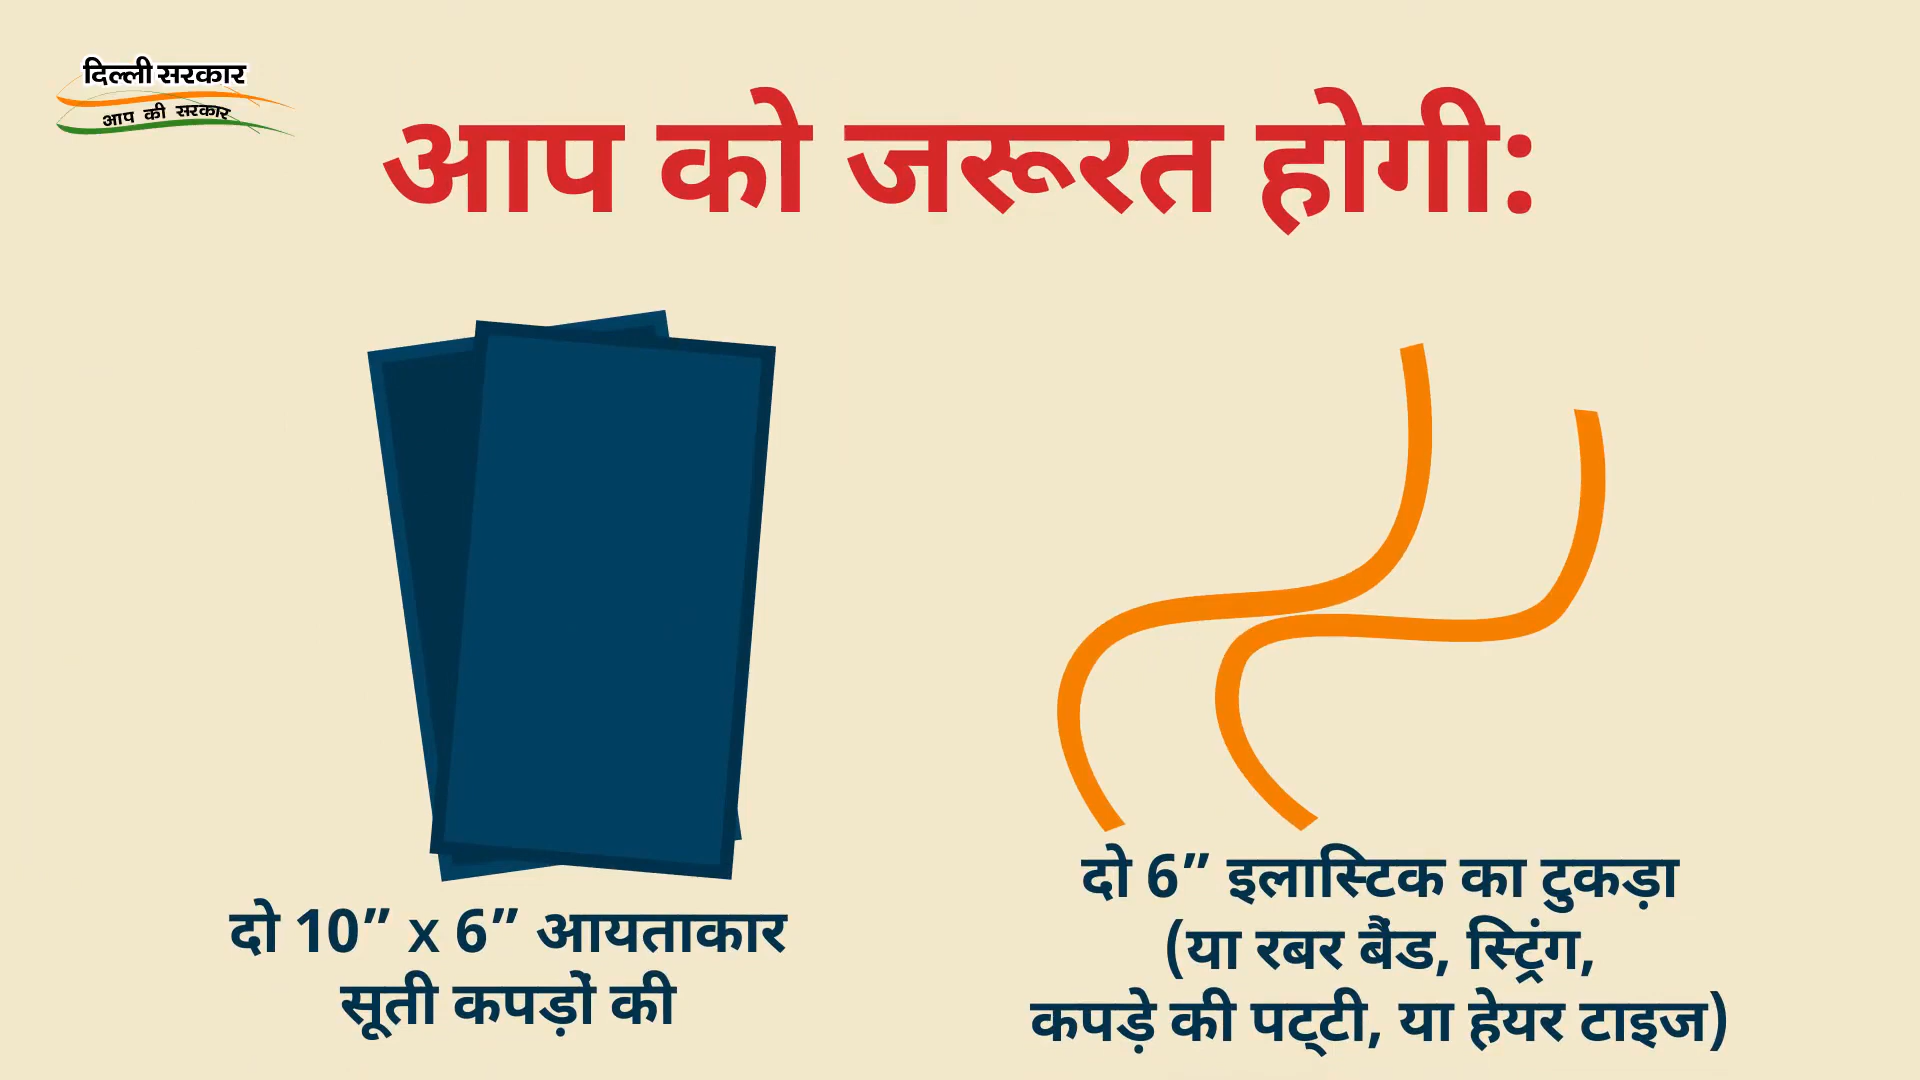 दिल्ली सरकार
आप की सरकार
आप को जरूरत होगी:
दो 10” x 6” आयताकार
सूती कपड़ों की
दो 6” इलास्टिक का टुकड़ा
(या रबर बैंड, स्ट्रिंग,
कपड़े की पट्टी, या हेयर टाइज)